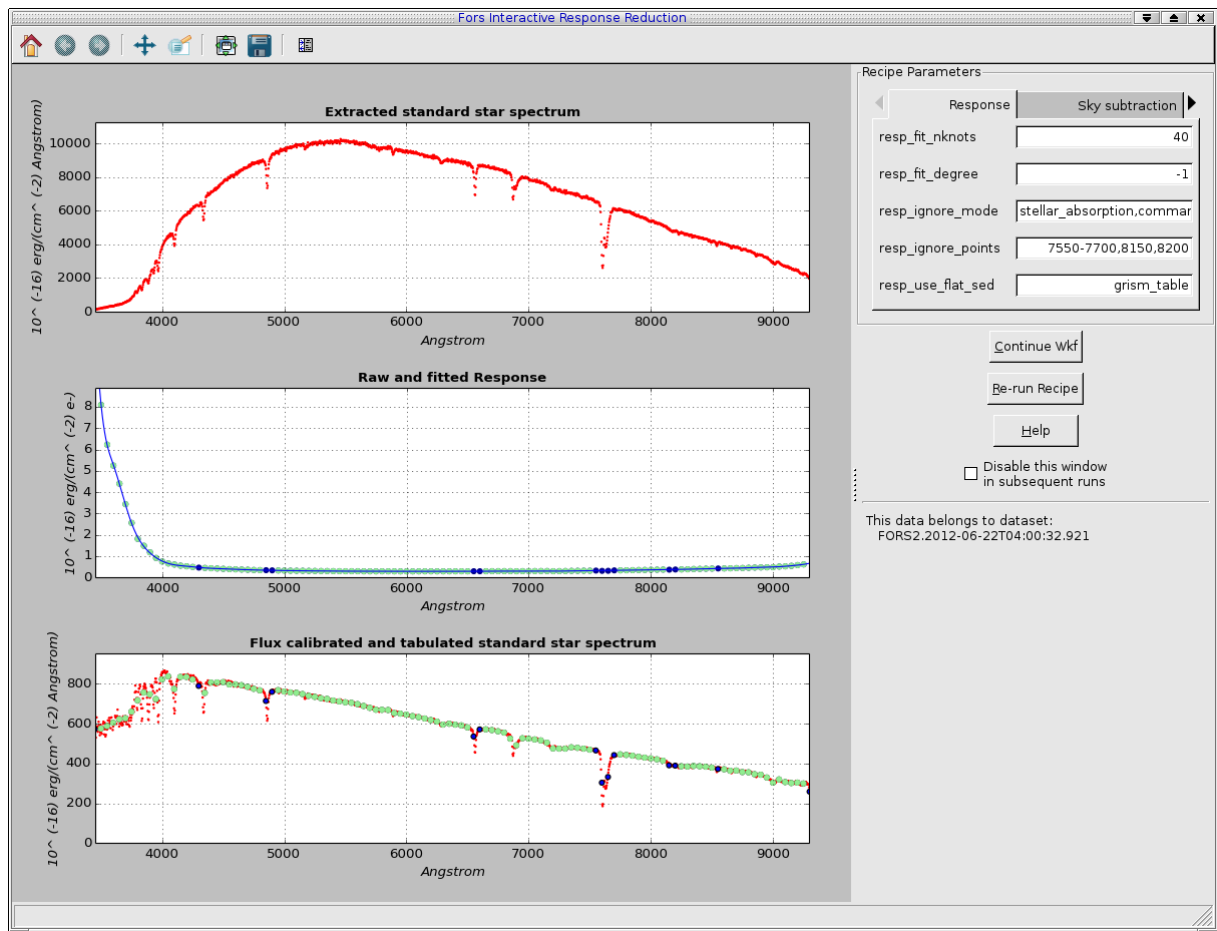 Fors Interactive Response Reduction
Extracted standard star spectrum
10^ (-16) erg/(cm^ (-2) Angstrom)
10000
8000
6000
4000
2000
0
4000 5000 6000 7000 8000 9000
Angstrom
Raw and fitted Response
10^ (-16) erg/(cm^ (-2) e-)
8
7
6
5
4
3
2
1
0
4000 5000 6000 7000 8000 9000
Angstrom
Flux calibrated and tabulated standard star spectrum
10^ (-16) erg/(cm^ (-2) Angstrom)
800
600
400
200
0
4000 5000 6000 7000 8000 9000
Angstrom
Recipe Parameters
Response Sky subtraction
resp_fit_nknots 40
resp_fit_degree -1
resp_ignore_mode stellar_absorption,commar
resp_ignore_points 7550-7700,8150,8200
resp_use_flat_sed grism_table
Continue Wkf
Re-run Recipe
Help
Disable this window
in subsequent runs
This data belongs to dataset:
FORS2.2012-06-22T04:00:32.921